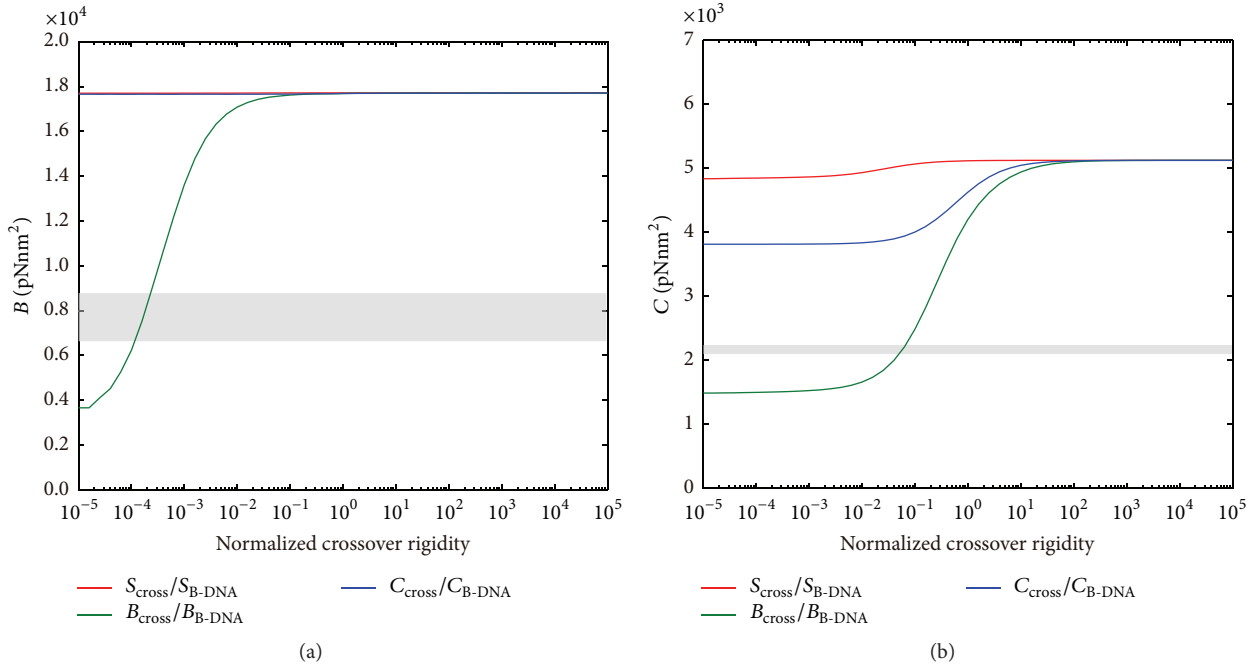 ×10⁴
2.0
1.8
1.6
1.4
1.2
1.0
0.8
0.6
0.4
0.2
0.0
B (pNnm²)
10⁻⁵ 10⁻⁴ 10⁻³ 10⁻² 10⁻¹ 10⁰ 10¹ 10² 10³ 10⁴ 10⁵
Normalized crossover rigidity
S_cross/S_B-DNA
C_cross/C_B-DNA
B_cross/B_B-DNA
(a)
×10³
7
6
5
4
3
2
1
0
C (pNnm²)
10⁻⁵ 10⁻⁴ 10⁻³ 10⁻² 10⁻¹ 10⁰ 10¹ 10² 10³ 10⁴ 10⁵
Normalized crossover rigidity
S_cross/S_B-DNA
C_cross/C_B-DNA
B_cross/B_B-DNA
(b)